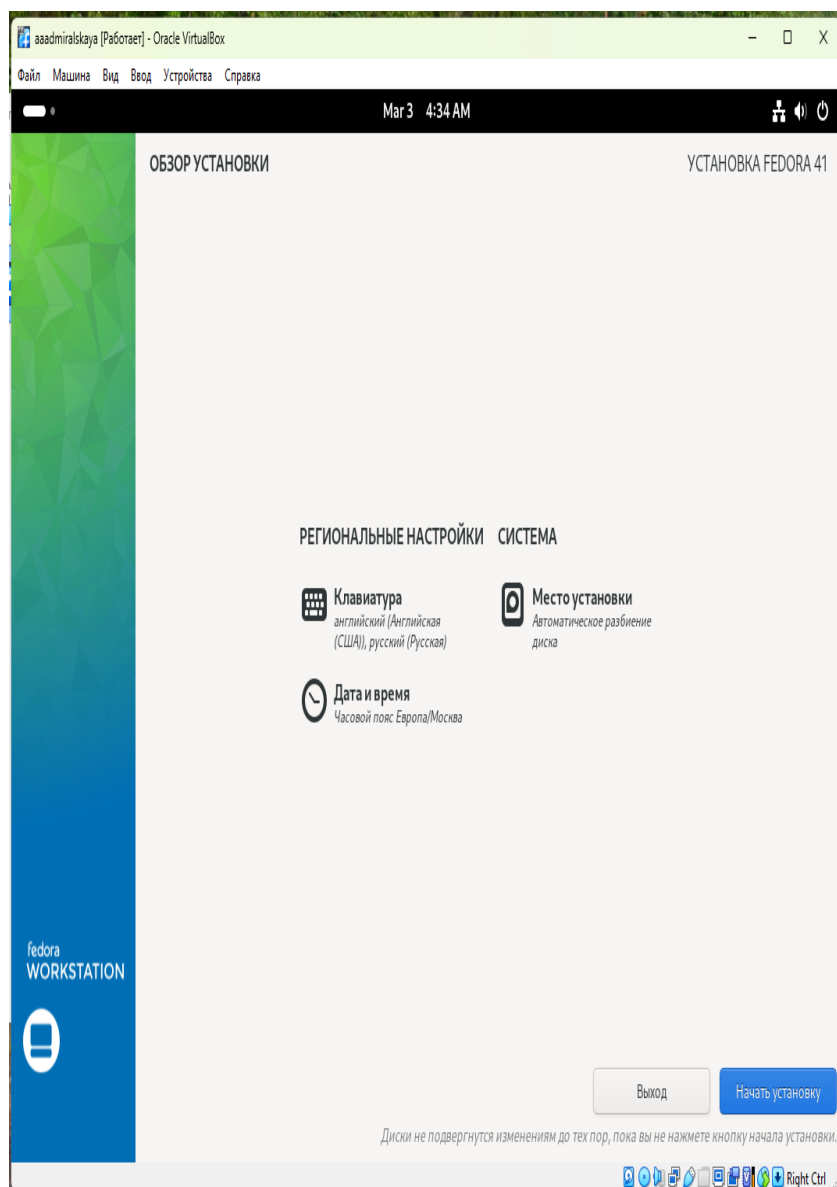 aaadmiralskaya [Работает] - Oracle VirtualBox
Файл Машина Вид Ввод Устройства Справка
Mar 3 4:34 AM
ОБЗОР УСТАНОВКИ
УСТАНОВКА FEDORA 41
РЕГИОНАЛЬНЫЕ НАСТРОЙКИ
СИСТЕМА
Клавиатура
английский (Английская
(США)), русский (Русская)
Место установки
Автоматическое разбиение
диска
Дата и время
Часовой пояс Европа/Москва
fedora
WORKSTATION
Выход
Начать установку
Диски не подвергнутся изменениям до тех пор, пока вы не нажмете кнопку начала установки.
Right Ctrl